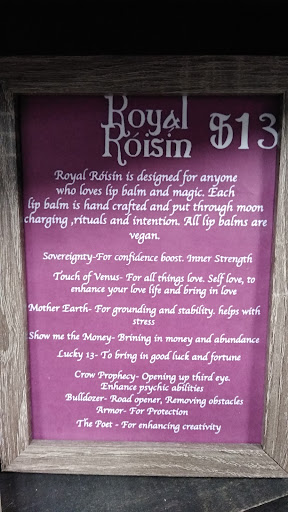 Royal
Róisín
$13
Royal Róisín is designed for anyone
who loves lip balm and magic. Each
lip balm is hand crafted and put through moon
charging ,rituals and intention. All lip balms are
vegan.
Sovereignty-For confidence boost. Inner Strength
Touch of Venus- For all things love. Self love, to
enhance your love life and bring in love
Mother Earth- For grounding and stability. helps with
stress
Show me the Money- Brining in money and abundance
Lucky 13- To bring in good luck and fortune
Crow Prophecy- Opening up third eye.
Enhance psychic abilities
Bulldozer- Road opener, Removing obstacles
Armor- For Protection
The Poet - For enhancing creativity